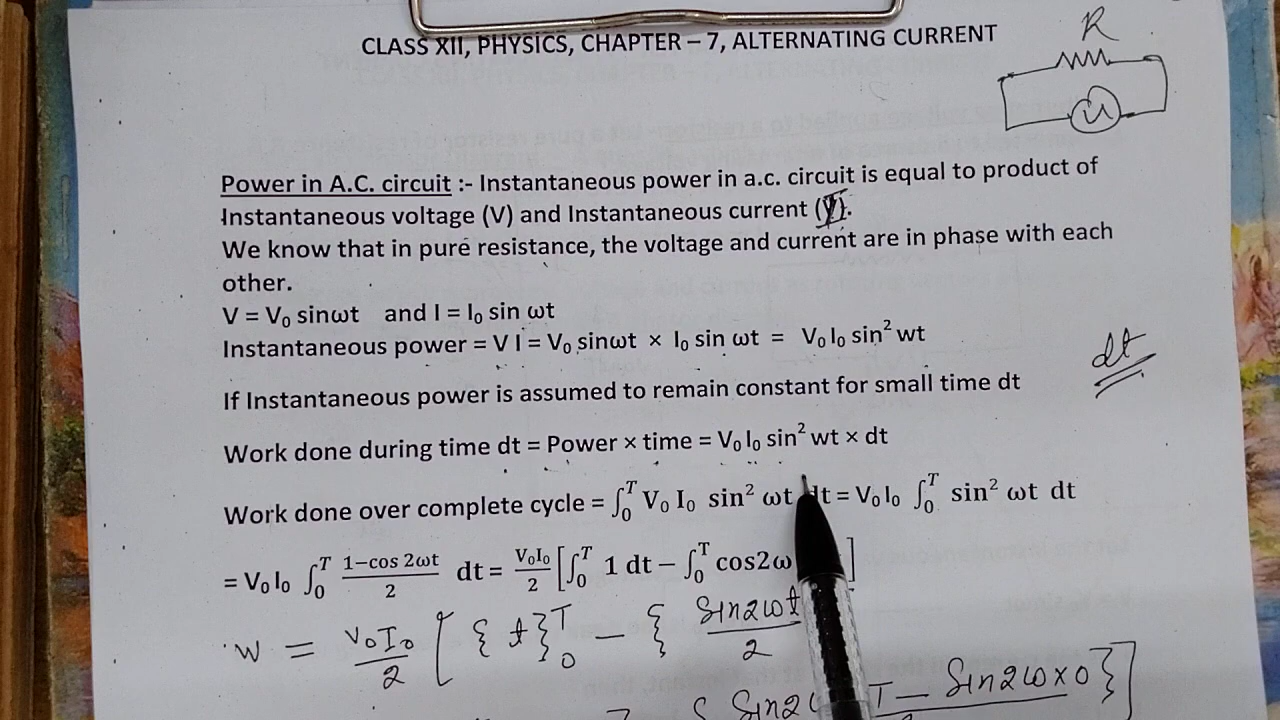 CLASS XII, PHYSICS, CHAPTER – 7, ALTERNATING CURRENT
R
Power in A.C. circuit :- Instantaneous power in a.c. circuit is equal to product of
Instantaneous voltage (V) and Instantaneous current (I).
We know that in pure resistance, the voltage and current are in phase with each
other.
V = V₀ sinωt and I = I₀ sin ωt
Instantaneous power = V I = V₀ sinωt × I₀ sin ωt = V₀ I₀ sin² wt
If Instantaneous power is assumed to remain constant for small time dt
dt
Work done during time dt = Power × time = V₀ I₀ sin² wt × dt
Work done over complete cycle = ∫₀ᵀ V₀ I₀ sin² ωt dt = V₀ I₀ ∫₀ᵀ sin² ωt dt
= V₀ I₀ ∫₀ᵀ (1−cos 2ωt)/2 dt = V₀I₀/2 [∫₀ᵀ 1 dt − ∫₀ᵀ cos2ω ]
W = V₀I₀/2 [ { t }₀ᵀ − { Sin2ωt/2
{ Sin2 T − Sin2ω×0 } ]